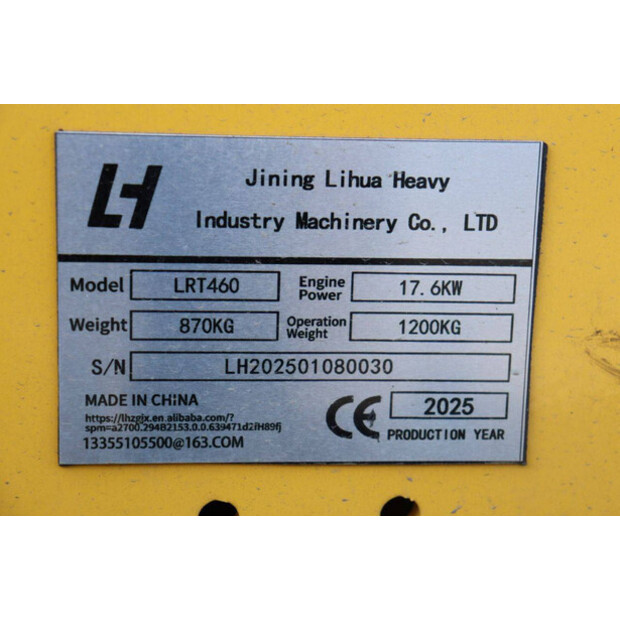 LH
Jining Lihua Heavy
Industry Machinery Co., LTD
Model LRT460 Engine Power 17.6KW
Weight 870KG Operation Weight 1200KG
S/N LH202501080030
MADE IN CHINA
https://lhzgjx.en.alibaba.com/?
spm=a2700.294B2153.0.0.639471d2iH89fj
13355105500@163.COM
CE
2025
PRODUCTION YEAR